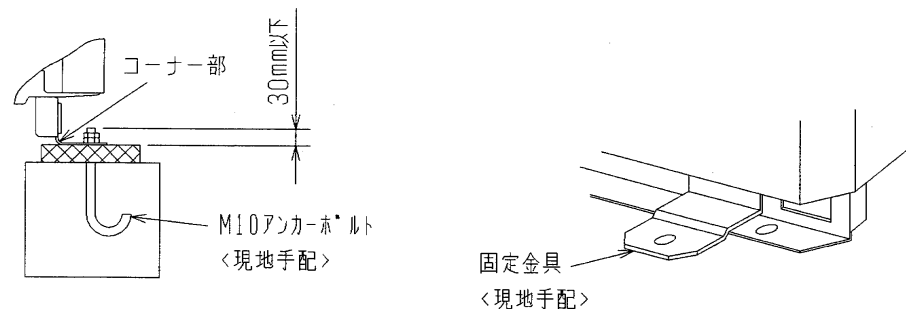 コーナー部
30mm以下
M10アンカーボルト
<現地手配>
固定金具
<現地手配>